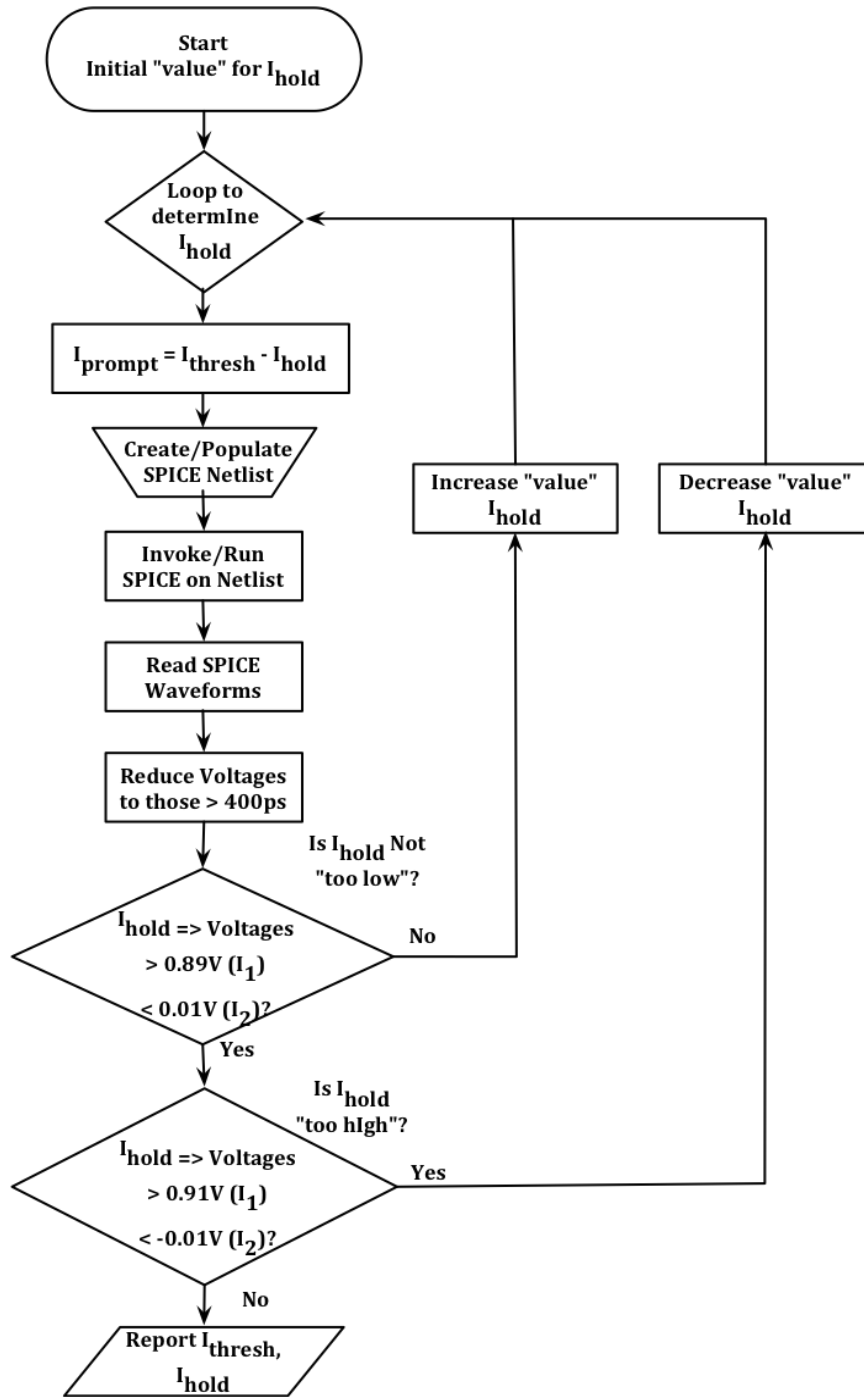 Start
Initial "value" for Ihold
Loop to
determIne
Ihold
Iprompt = Ithresh - Ihold
Create/Populate
SPICE Netlist
Increase "value"
Ihold
Decrease "value"
Ihold
Invoke/Run
SPICE on Netlist
Read SPICE
Waveforms
Reduce Voltages
to those > 400ps
Is Ihold Not
"too low"?
Ihold => Voltages
> 0.89V (I1)
< 0.01V (I2)?
No
Yes
Is Ihold
"too hIgh"?
Ihold => Voltages
> 0.91V (I1)
< -0.01V (I2)?
Yes
No
Report Ithresh,
Ihold